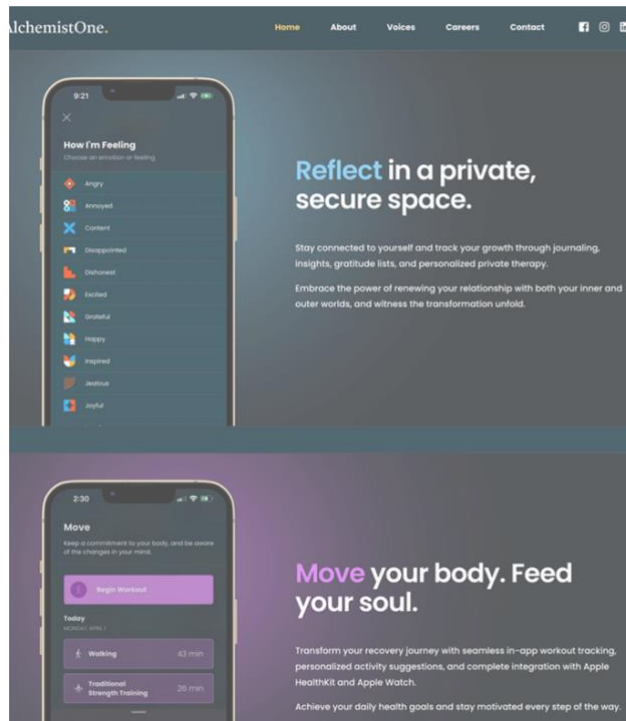 AlchemistOne.
Home About Voices Careers Contact
9:21
How I'm Feeling
Choose an emotion or feeling
Angry
Annoyed
Content
Disappointed
Dishonest
Excited
Grateful
Happy
Inspired
Jealous
Joyful
Reflect in a private,
secure space.
Stay connected to yourself and track your growth through journaling,
insights, gratitude lists, and personalized private therapy.
Embrace the power of renewing your relationship with both your inner and
outer worlds, and witness the transformation unfold.
2:30
Move
Keep a commitment to your body, and be aware
of the changes in your mind.
Begin Workout
Today
MONDAY, APRIL 1
Walking 43 min
Traditional
Strength Training 26 min
Move your body. Feed
your soul.
Transform your recovery journey with seamless in-app workout tracking,
personalized activity suggestions, and complete integration with Apple
HealthKit and Apple Watch.
Achieve your daily health goals and stay motivated every step of the way.